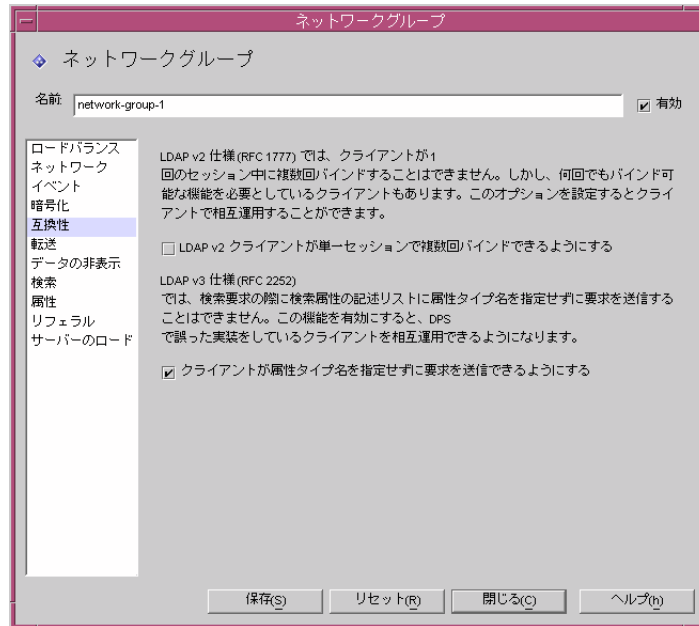 ネットワークグループ
ネットワークグループ
名前: network-group-1 有効
ロードバランス
ネットワーク
イベント
暗号化
互換性
転送
データの非表示
検索
属性
リフェラル
サーバーのロード
LDAP v2 仕様(RFC 1777) では、クライアントが1
回のセッション中に複数回バインドすることはできません。しかし、何回でもバインド可
能な機能を必要としているクライアントもあります。このオプションを設定するとクライ
アントで相互運用することができます。
LDAP v2 クライアントが単一セッションで複数回バインドできるようにする
LDAP v3 仕様(RFC 2252)
では、検索要求の際に検索属性の記述リストに属性タイプ名を指定せずに要求を送信する
ことはできません。この機能を有効にすると、DPS
で誤った実装をしているクライアントを相互運用できるようになります。
クライアントが属性タイプ名を指定せずに要求を送信できるようにする
保存(S) リセット(R) 閉じる(C) ヘルプ(h)